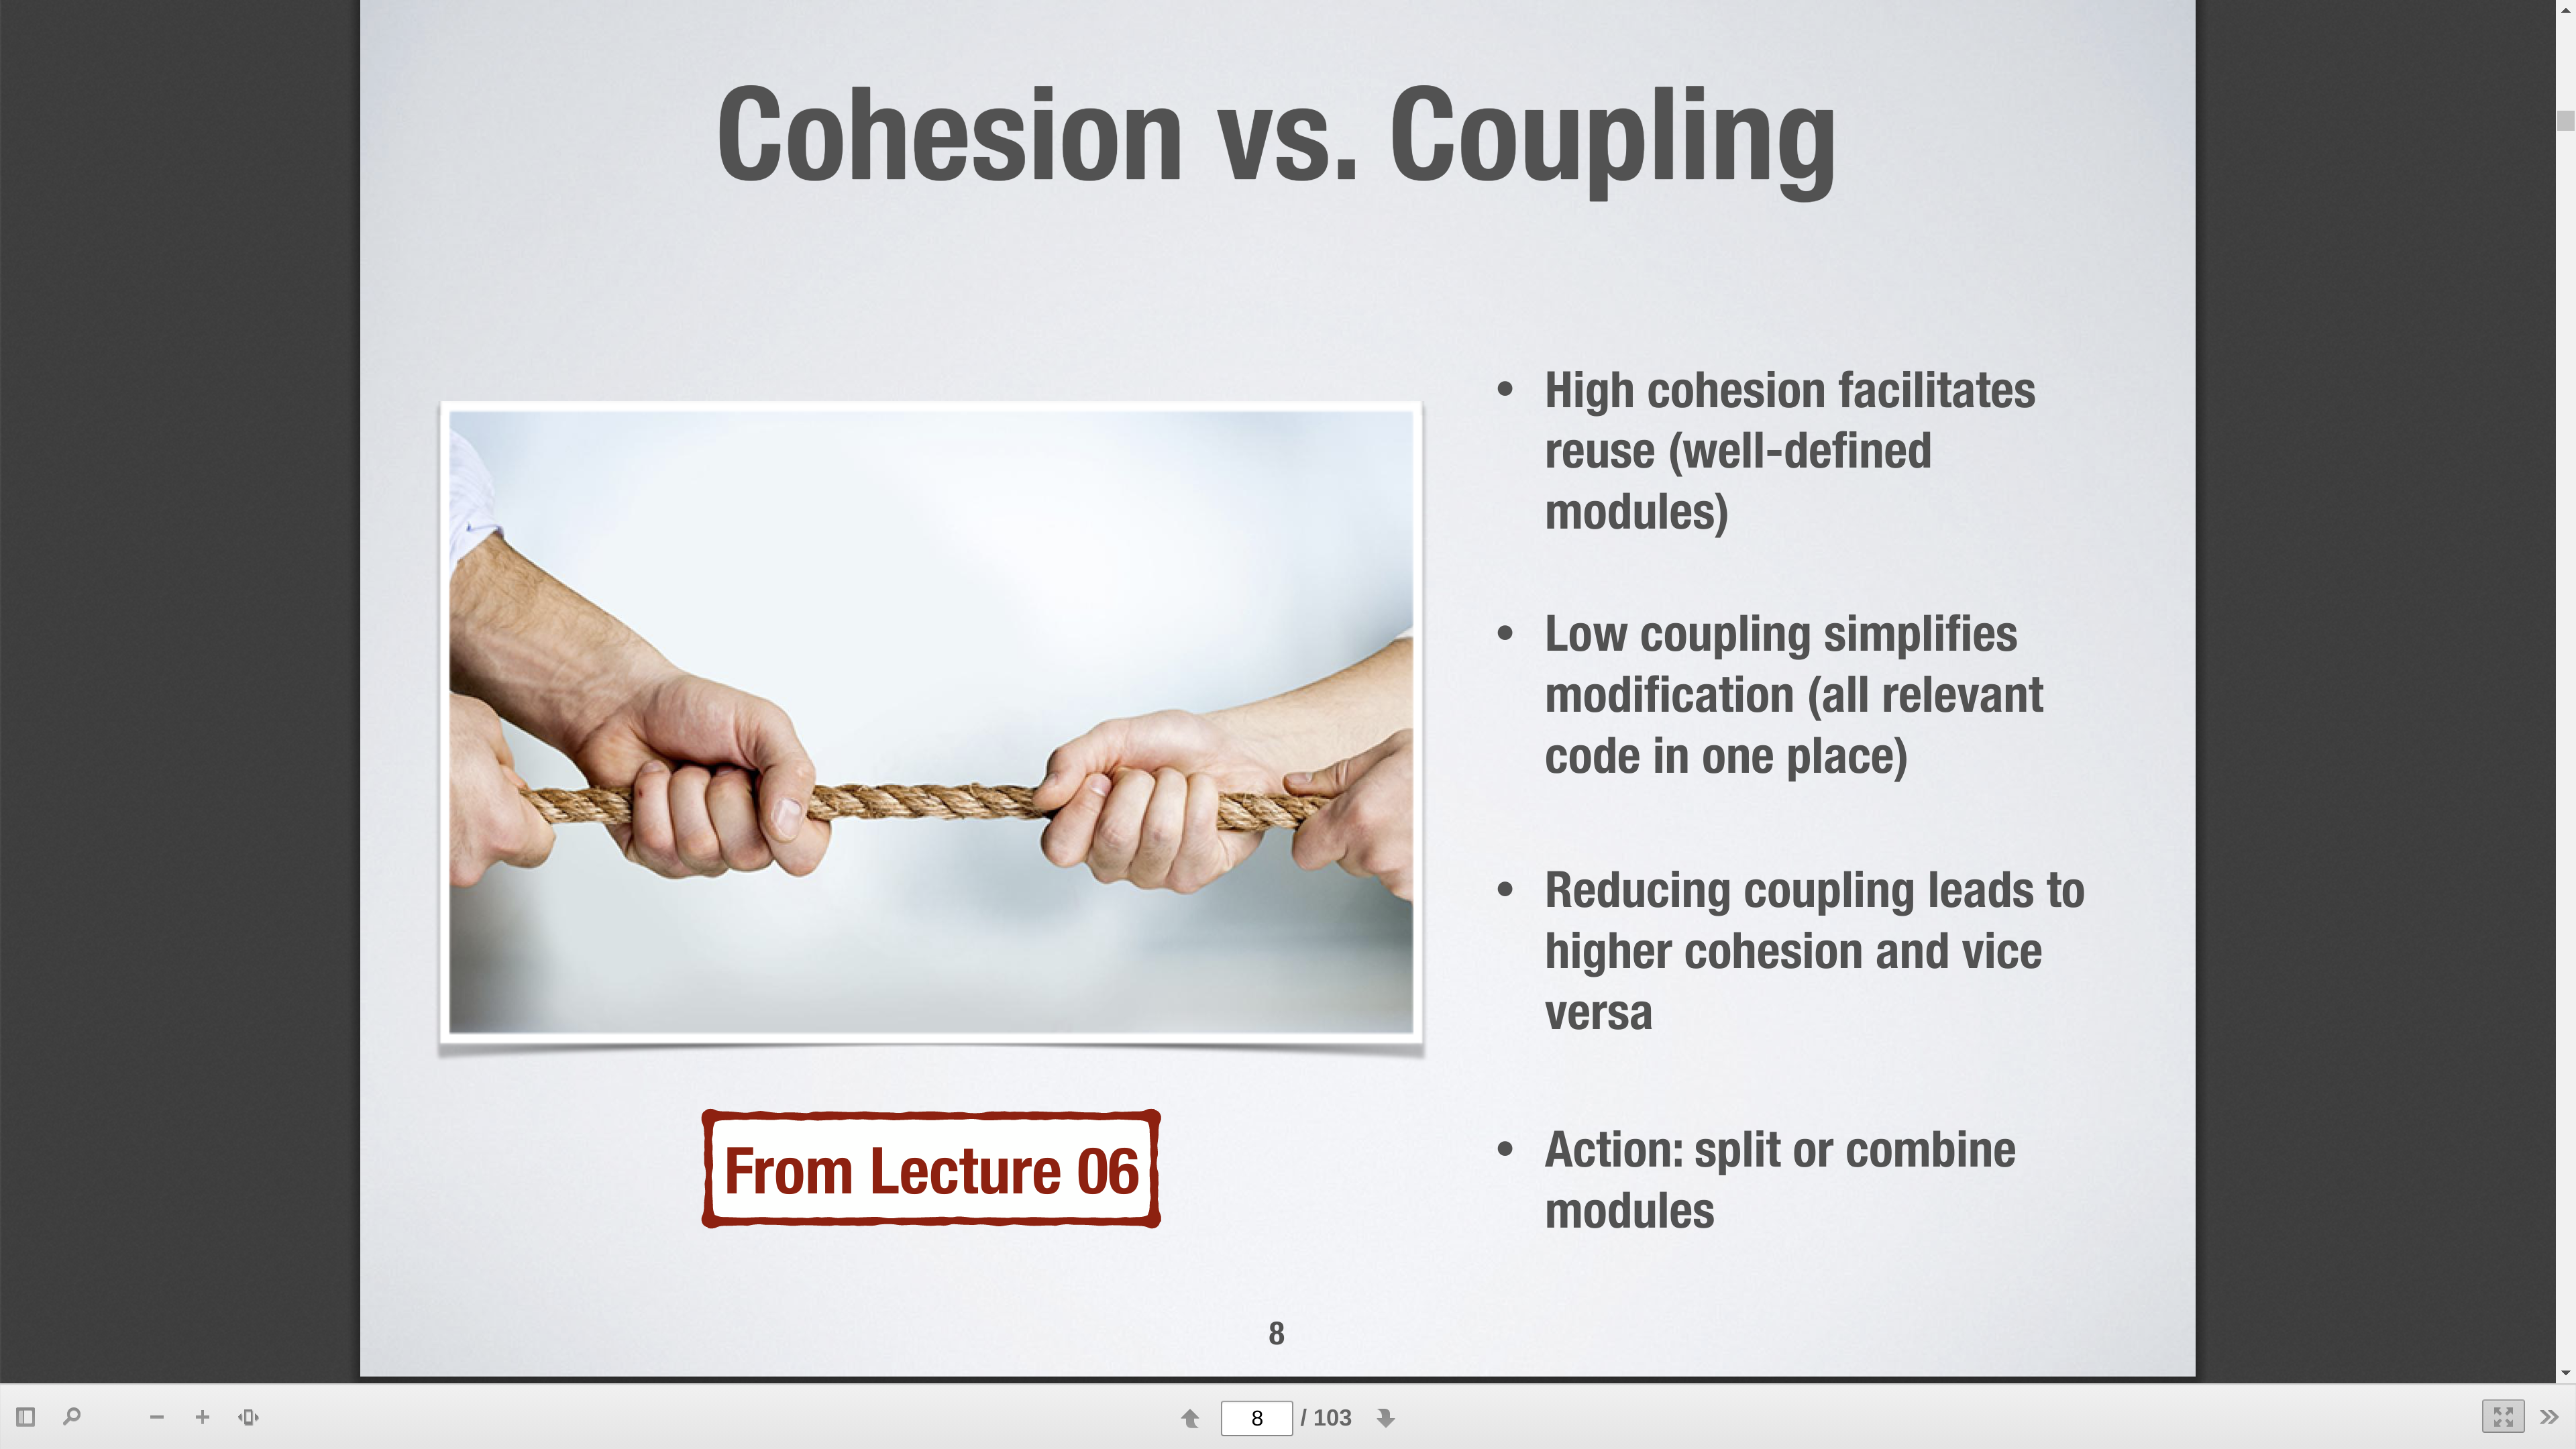 Cohesion vs. Coupling
• High cohesion facilitates
reuse (well-defined
modules)
• Low coupling simplifies
modification (all relevant
code in one place)
• Reducing coupling leads to
higher cohesion and vice
versa
• Action: split or combine
modules
From Lecture 06
8
8 / 103